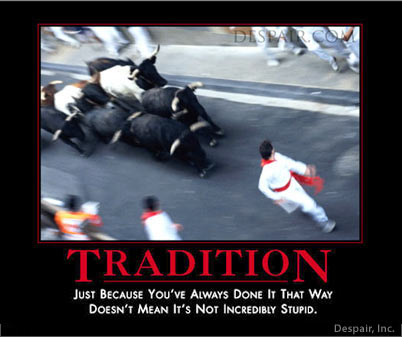 DESPAIR.COM
TRADITION
JUST BECAUSE YOU'VE ALWAYS DONE IT THAT WAY
DOESN'T MEAN IT'S NOT INCREDIBLY STUPID.
Despair, Inc.